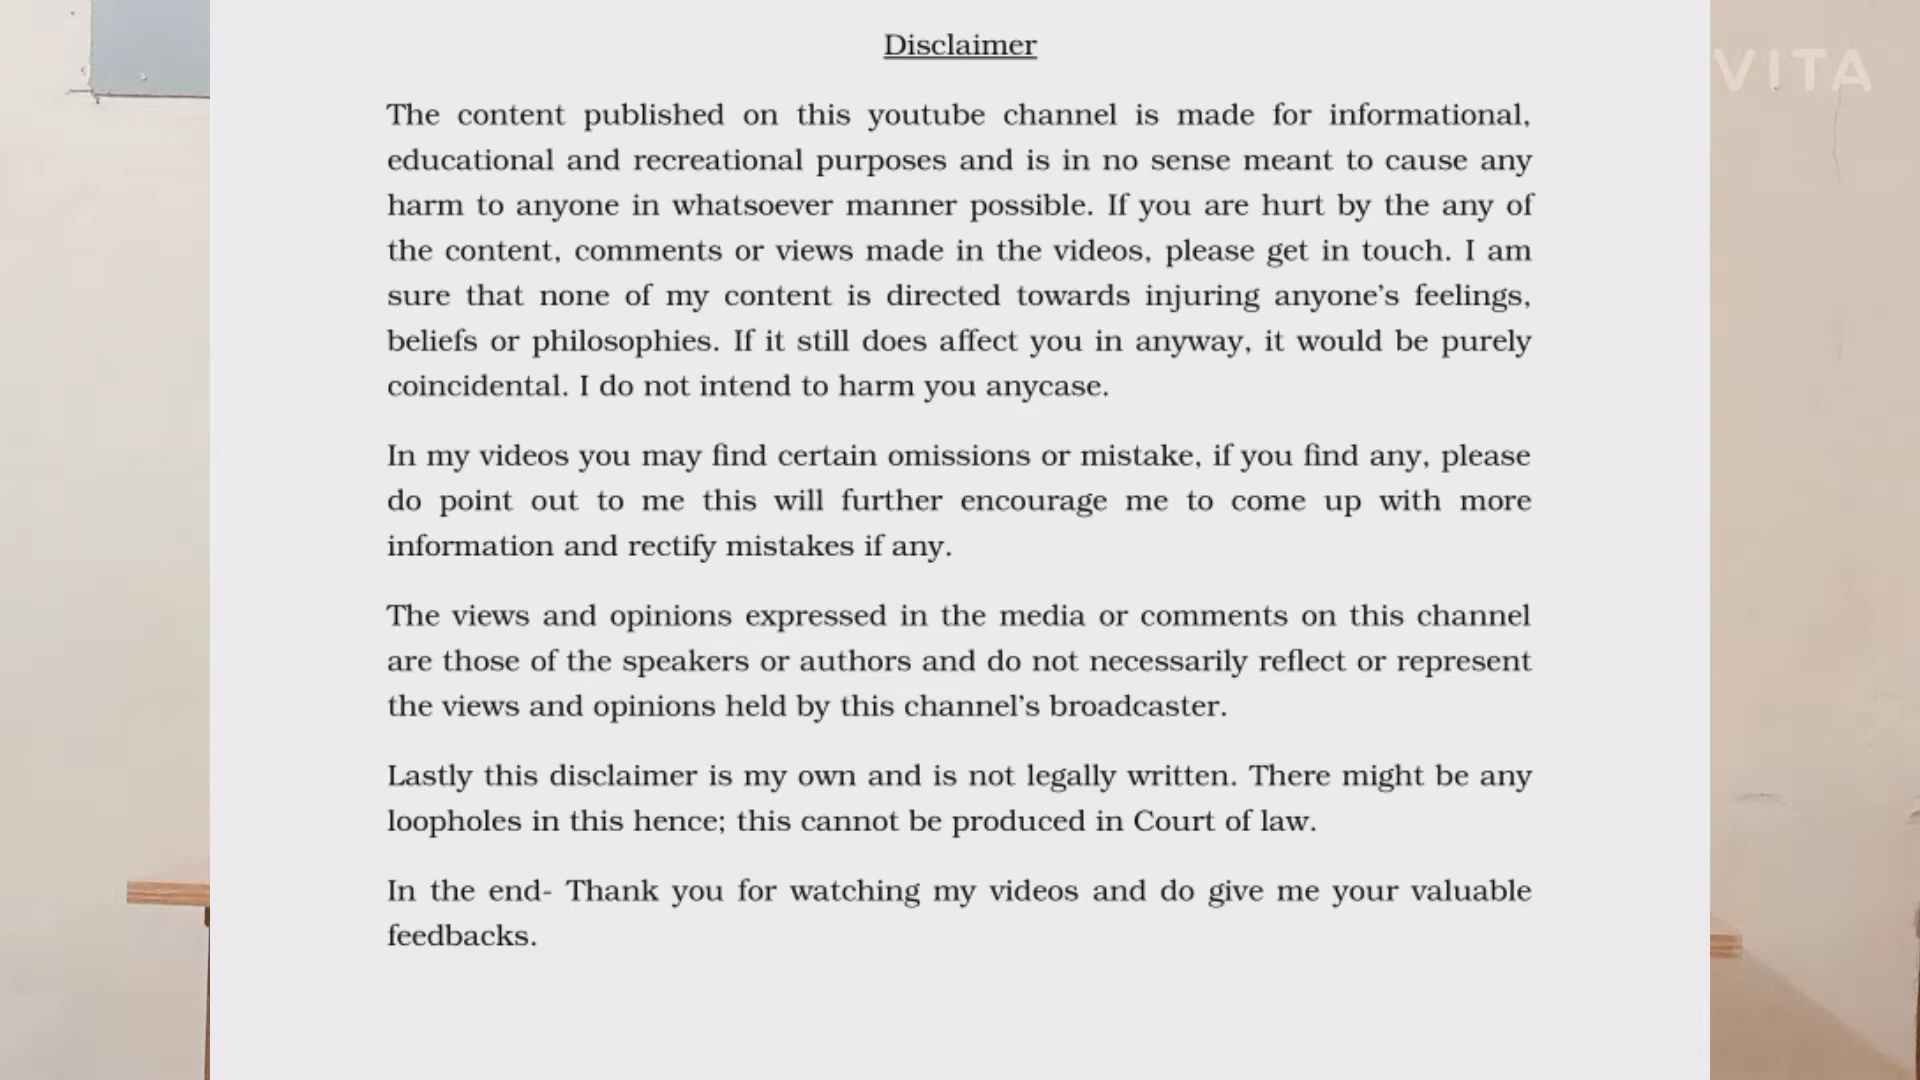 Disclaimer
VITA
The content published on this youtube channel is made for informational,
educational and recreational purposes and is in no sense meant to cause any
harm to anyone in whatsoever manner possible. If you are hurt by the any of
the content, comments or views made in the videos, please get in touch. I am
sure that none of my content is directed towards injuring anyone’s feelings,
beliefs or philosophies. If it still does affect you in anyway, it would be purely
coincidental. I do not intend to harm you anycase.
In my videos you may find certain omissions or mistake, if you find any, please
do point out to me this will further encourage me to come up with more
information and rectify mistakes if any.
The views and opinions expressed in the media or comments on this channel
are those of the speakers or authors and do not necessarily reflect or represent
the views and opinions held by this channel’s broadcaster.
Lastly this disclaimer is my own and is not legally written. There might be any
loopholes in this hence; this cannot be produced in Court of law.
In the end- Thank you for watching my videos and do give me your valuable
feedbacks.